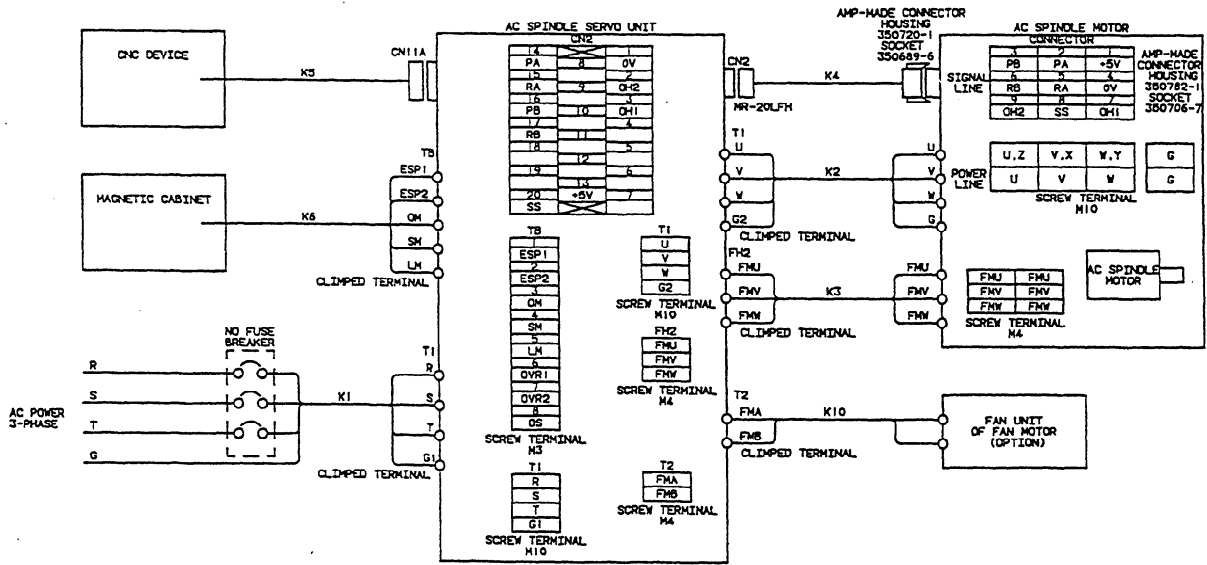 CNC DEVICE
K5
CN11A
AC SPINDLE SERVO UNIT
CN2
14 1
PA 8 0V
15 2
RA 9 OH2
16 3
PB 10 OH1
17 4
RB 11
18 5
12
19 6
13
20 +5V 7
SS
CN2
MR-20LFH
K4
AMP-MADE CONNECTOR
HOUSING
350720-1
SOCKET
350689-6
AC SPINDLE MOTOR
CONNECTOR
3 2 1
PB PA +5V
6 5 4
RB RA 0V
9 8 7
OH2 SS OH1
SIGNAL
LINE
AMP-MADE
CONNECTOR
HOUSING
350782-1
SOCKET
350706-7
MAGNETIC CABINET
K6
TB
ESP1
ESP2
OM
SM
LM
CLIMPED TERMINAL
T1
U
V
W
G2
CLIMPED TERMINAL
K2
U
V
W
G
POWER
LINE
U.Z V.X W.Y
U V W
G
G
SCREW TERMINAL
M10
TB
1
ESP1
2
ESP2
3
OM
4
SM
5
LM
6
OVR1
7
OVR2
8
OS
SCREW TERMINAL
M3
T1
U
V
W
G2
SCREW TERMINAL
M10
FH2
FMU
FMV
FMW
CLIMPED TERMINAL
K3
FMU
FMV
FMW
FMU FMU
FMV FMV
FMW FMW
SCREW TERMINAL
M4
AC SPINDLE
MOTOR
FH2
FMU
FMV
FMW
SCREW TERMINAL
M4
NO FUSE
BREAKER
AC POWER
3-PHASE
R
S
T
G
K1
T1
R
S
T
G1
CLIMPED TERMINAL
T1
R
S
T
G1
SCREW TERMINAL
M10
T2
FMA
FMB
SCREW TERMINAL
M4
T2
FMA
FMB
CLIMPED TERMINAL
K10
FAN UNIT
OF FAN MOTOR
(OPTION)